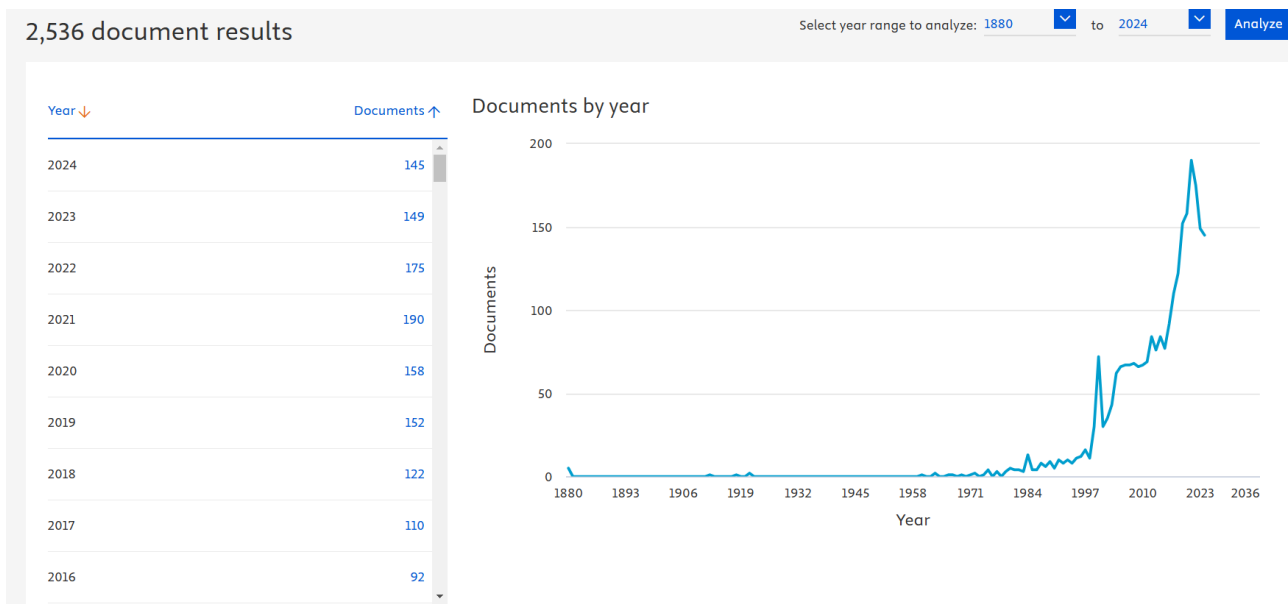 2,536 document results
Select year range to analyze: 1880 to 2024 Analyze
Year Documents
2024 145
2023 149
2022 175
2021 190
2020 158
2019 152
2018 122
2017 110
2016 92
Documents by year
200
150
100
50
0
Documents
1880 1893 1906 1919 1932 1945 1958 1971 1984 1997 2010 2023 2036
Year